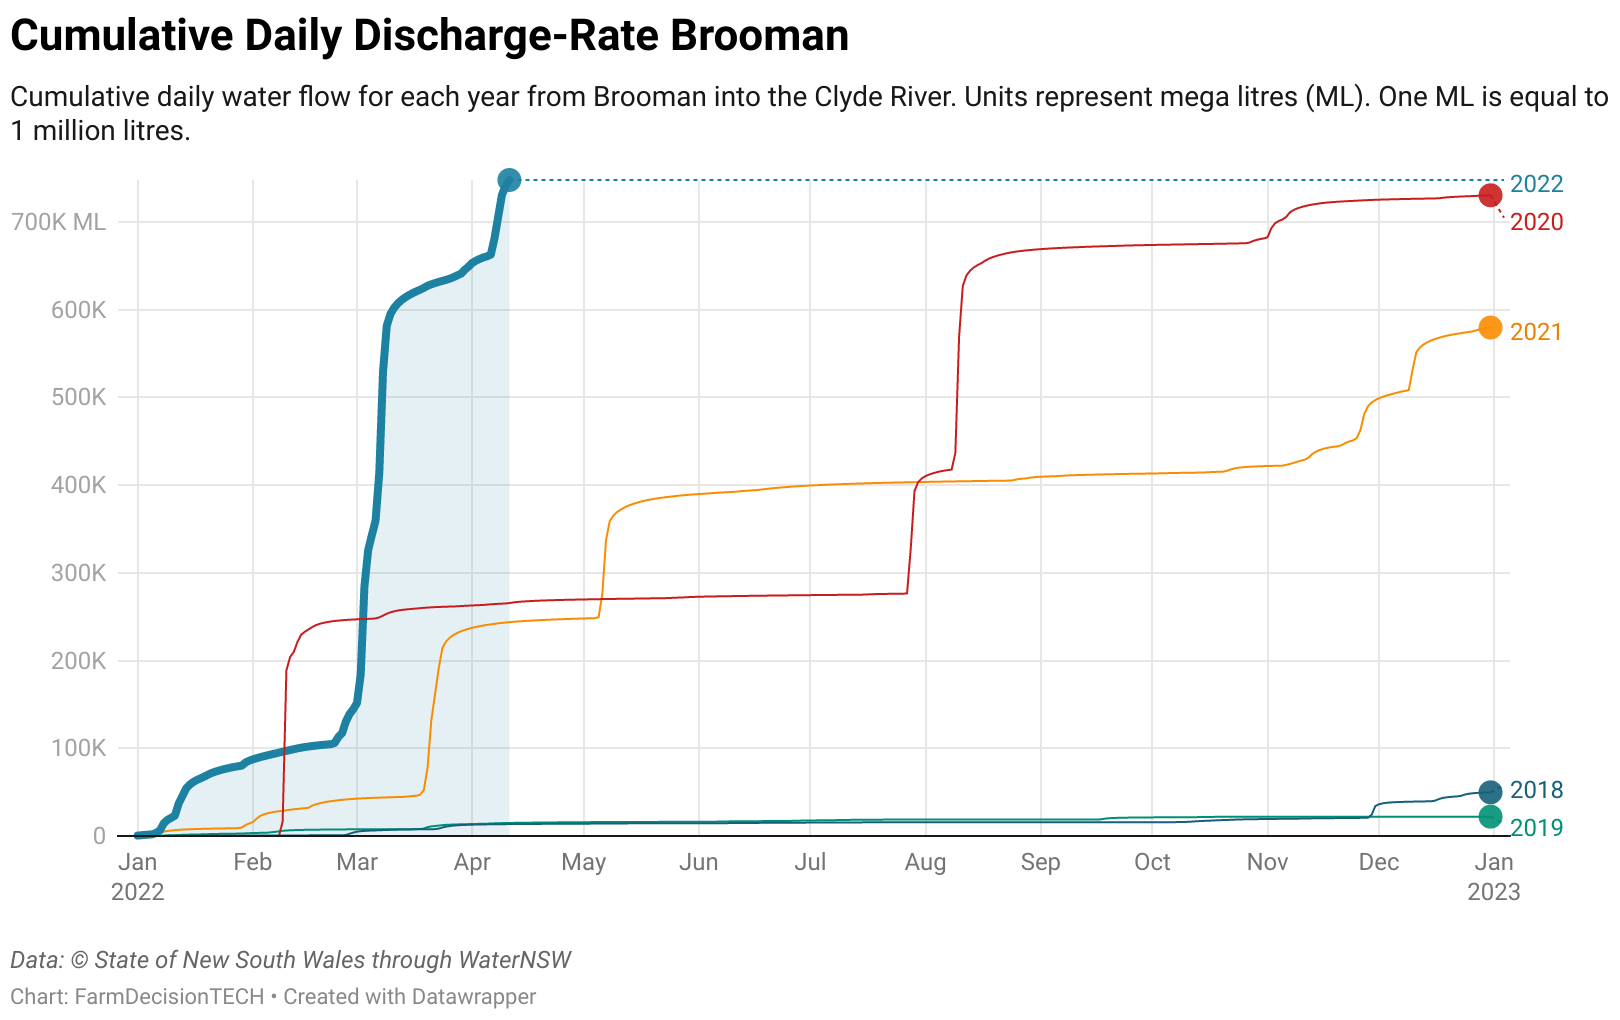 Cumulative Daily Discharge-Rate Brooman
Cumulative daily water flow for each year from Brooman into the Clyde River. Units represent mega litres (ML). One ML is equal to
1 million litres.
2022
700K ML
2020
600K
2021
500K
400K
300K
200K
100K
2018
0
2019
Jan Feb Mar Apr May Jun Jul Aug Sep Oct Nov Dec Jan
2022 2023
Data: © State of New South Wales through WaterNSW
Chart: FarmDecisionTECH • Created with Datawrapper